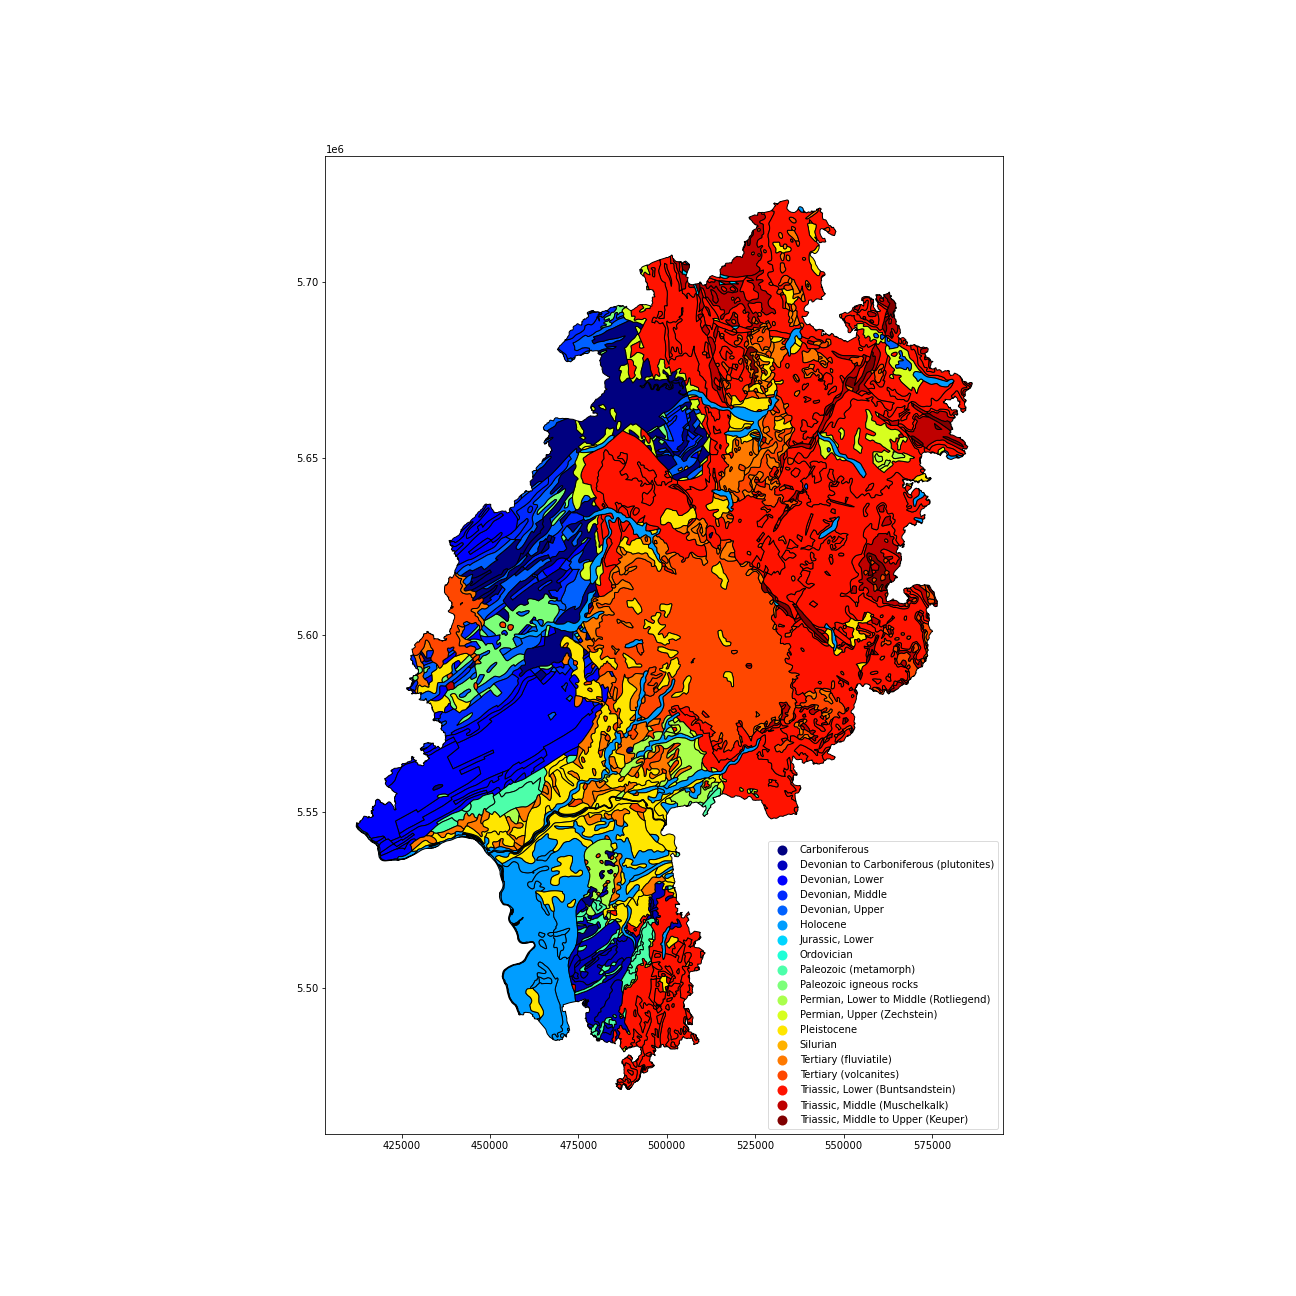 1e6
5.70
5.65
5.60
5.55
5.50
Carboniferous
Devonian to Carboniferous (plutonites)
Devonian, Lower
Devonian, Middle
Devonian, Upper
Holocene
Jurassic, Lower
Ordovician
Paleozoic (metamorph)
Paleozoic igneous rocks
Permian, Lower to Middle (Rotliegend)
Permian, Upper (Zechstein)
Pleistocene
Silurian
Tertiary (fluviatile)
Tertiary (volcanites)
Triassic, Lower (Buntsandstein)
Triassic, Middle (Muschelkalk)
Triassic, Middle to Upper (Keuper)
425000 450000 475000 500000 525000 550000 575000